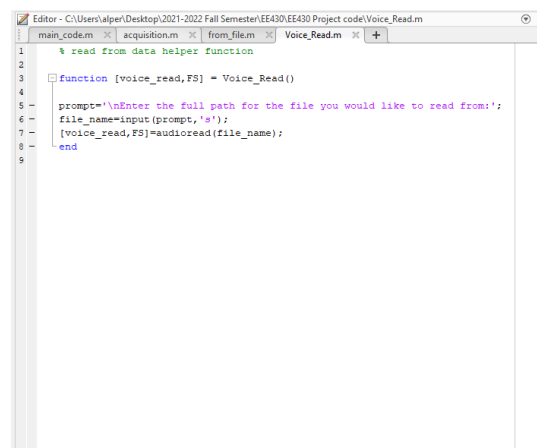 Editor - C:\Users\alper\Desktop\2021-2022 Fall Semester\EE430\EE430 Project code\Voice_Read.m
main_code.m × acquisition.m × from_file.m × Voice_Read.m × +
1 % read from data helper function
2
3 function [voice_read,FS] = Voice_Read()
4
5 - prompt='\nEnter the full path for the file you would like to read from:';
6 - file_name=input(prompt,'s');
7 - [voice_read,FS]=audioread(file_name);
8 - end
9